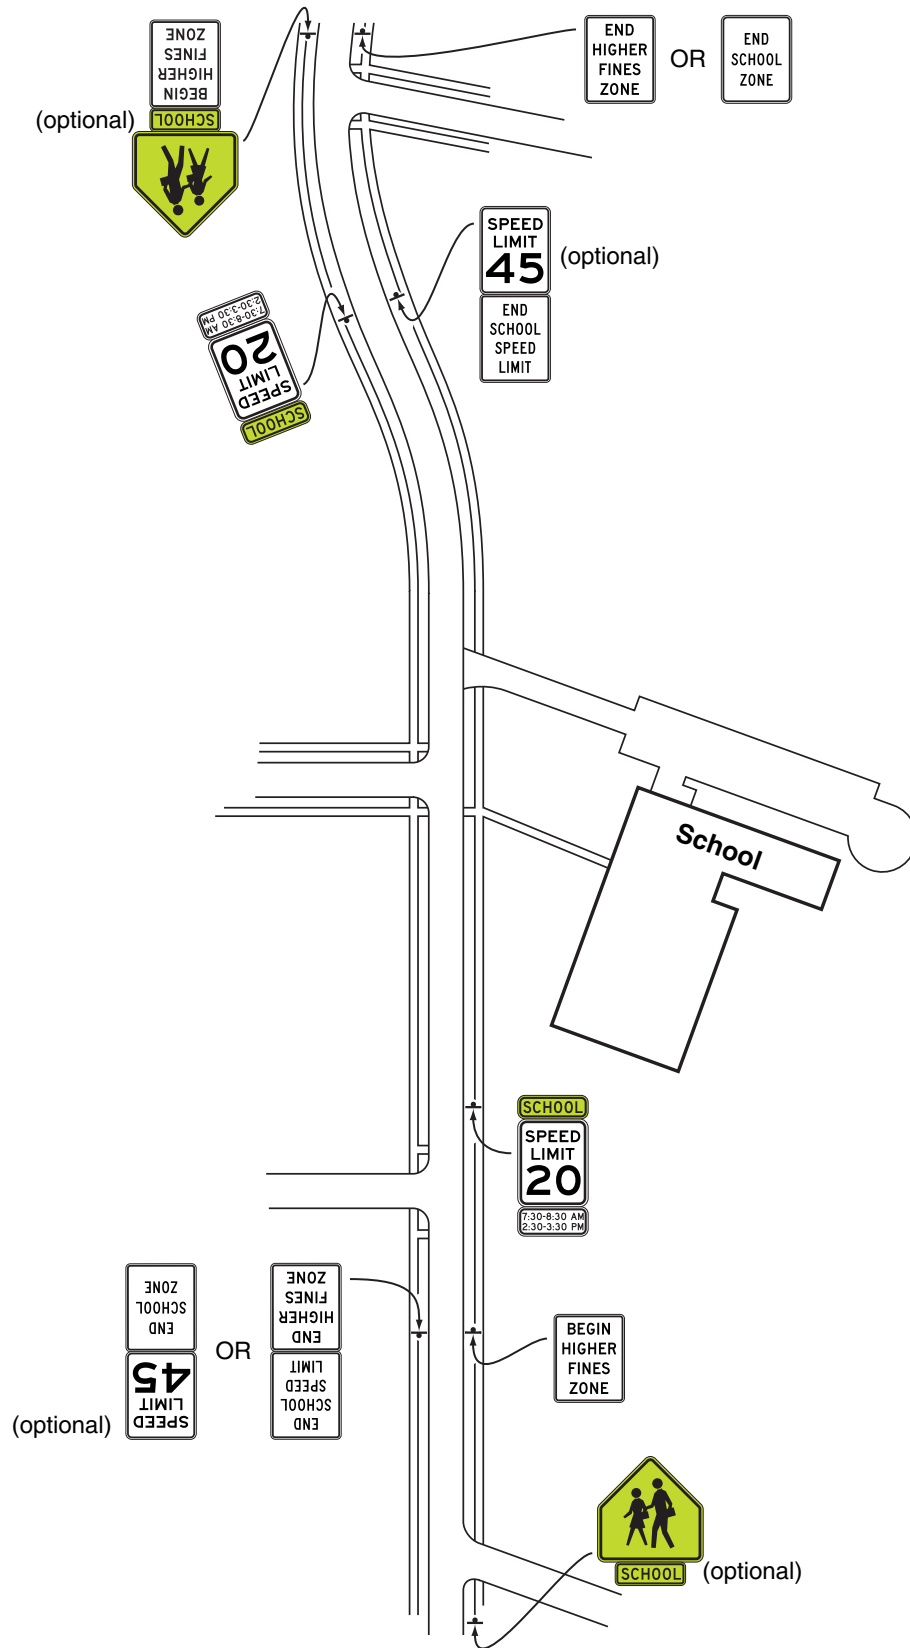 BEGIN
HIGHER
FINES
ZONE
SCHOOL
(optional)
END
HIGHER
FINES
ZONE
OR
END
SCHOOL
ZONE
SPEED
LIMIT
45
(optional)
END
SCHOOL
SPEED
LIMIT
SCHOOL
SPEED
LIMIT
20
7:30-8:30 AM
2:30-3:30 PM
School
SCHOOL
SPEED
LIMIT
20
7:30-8:30 AM
2:30-3:30 PM
SPEED
LIMIT
45
END
SCHOOL
ZONE
(optional)
OR
END
SCHOOL
SPEED
LIMIT
END
HIGHER
FINES
ZONE
BEGIN
HIGHER
FINES
ZONE
SCHOOL
(optional)